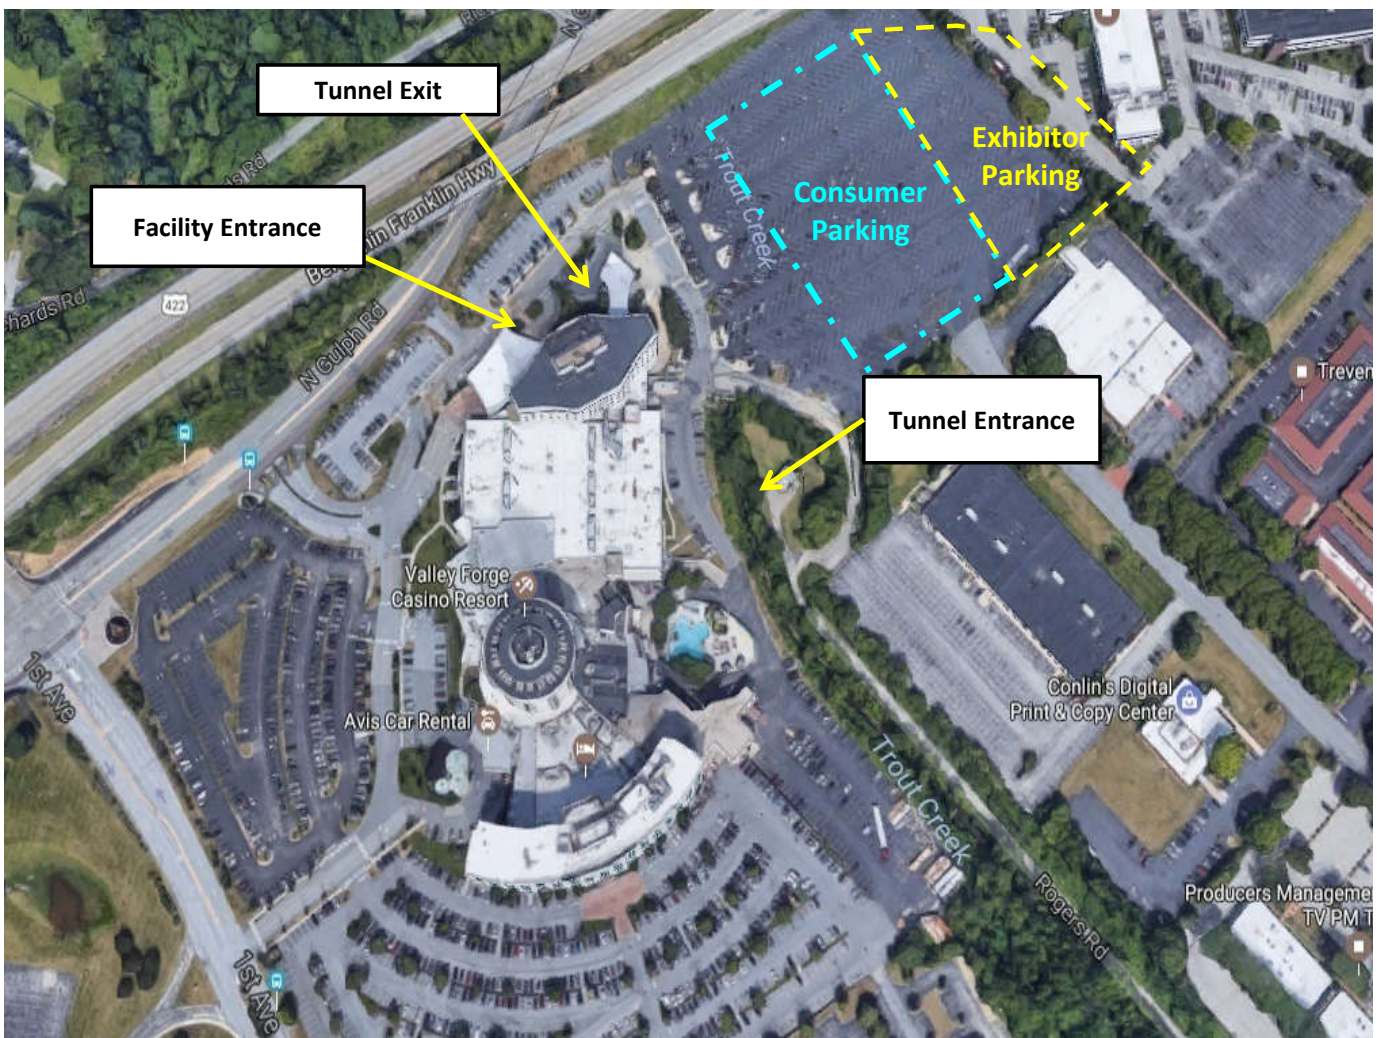 N G
Tunnel Exit
Exhibitor
Parking
Consumer
Parking
Trout Creek
Facility Entrance
Benjamin Franklin Hwy
422
chards Rd
N Gulph Rd
Treven
Tunnel Entrance
Valley Forge
Casino Resort
1st Ave
Avis Car Rental
Conlin's Digital
Print & Copy Center
Trout Creek
Rogers Rd
Producers Manageme
TV PM T
1st Ave